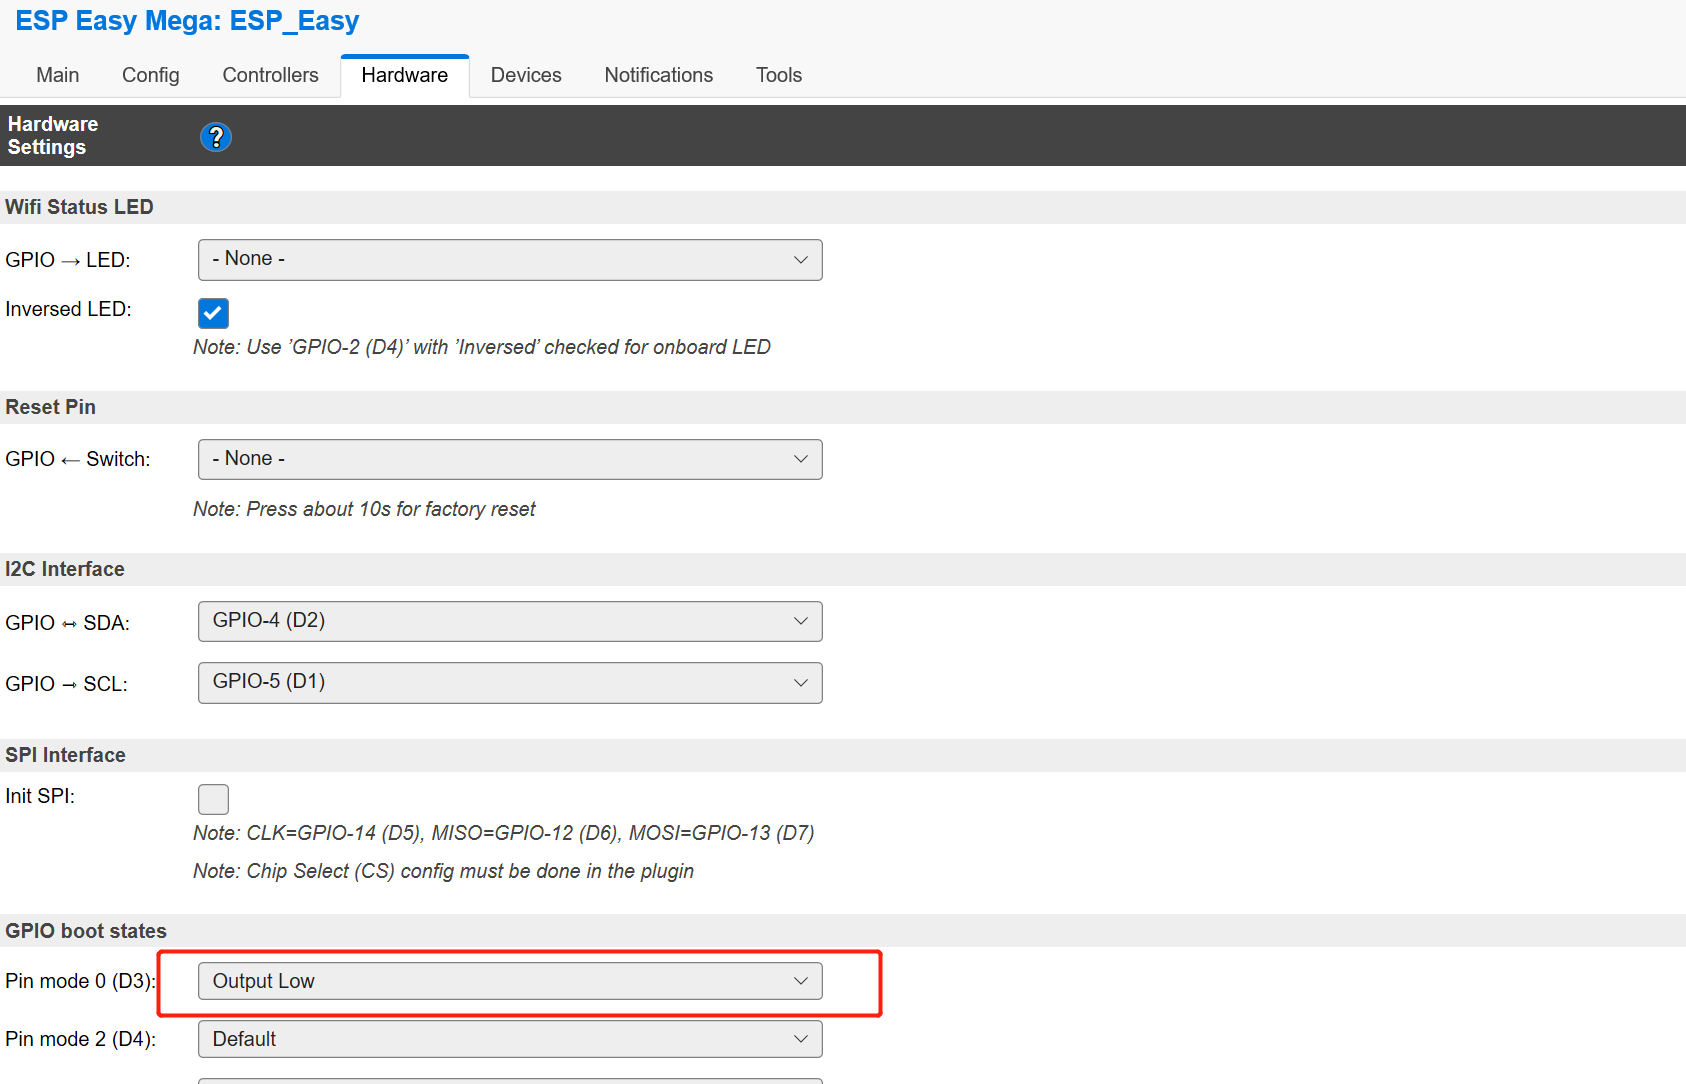 ESP Easy Mega: ESP_Easy
Main Config Controllers Hardware Devices Notifications Tools
Hardware
Settings
?
Wifi Status LED
GPIO → LED: - None -
Inversed LED:
Note: Use ’GPIO-2 (D4)’ with ’Inversed’ checked for onboard LED
Reset Pin
GPIO ← Switch: - None -
Note: Press about 10s for factory reset
I2C Interface
GPIO ⇿ SDA: GPIO-4 (D2)
GPIO ⇾ SCL: GPIO-5 (D1)
SPI Interface
Init SPI:
Note: CLK=GPIO-14 (D5), MISO=GPIO-12 (D6), MOSI=GPIO-13 (D7)
Note: Chip Select (CS) config must be done in the plugin
GPIO boot states
Pin mode 0 (D3): Output Low
Pin mode 2 (D4): Default